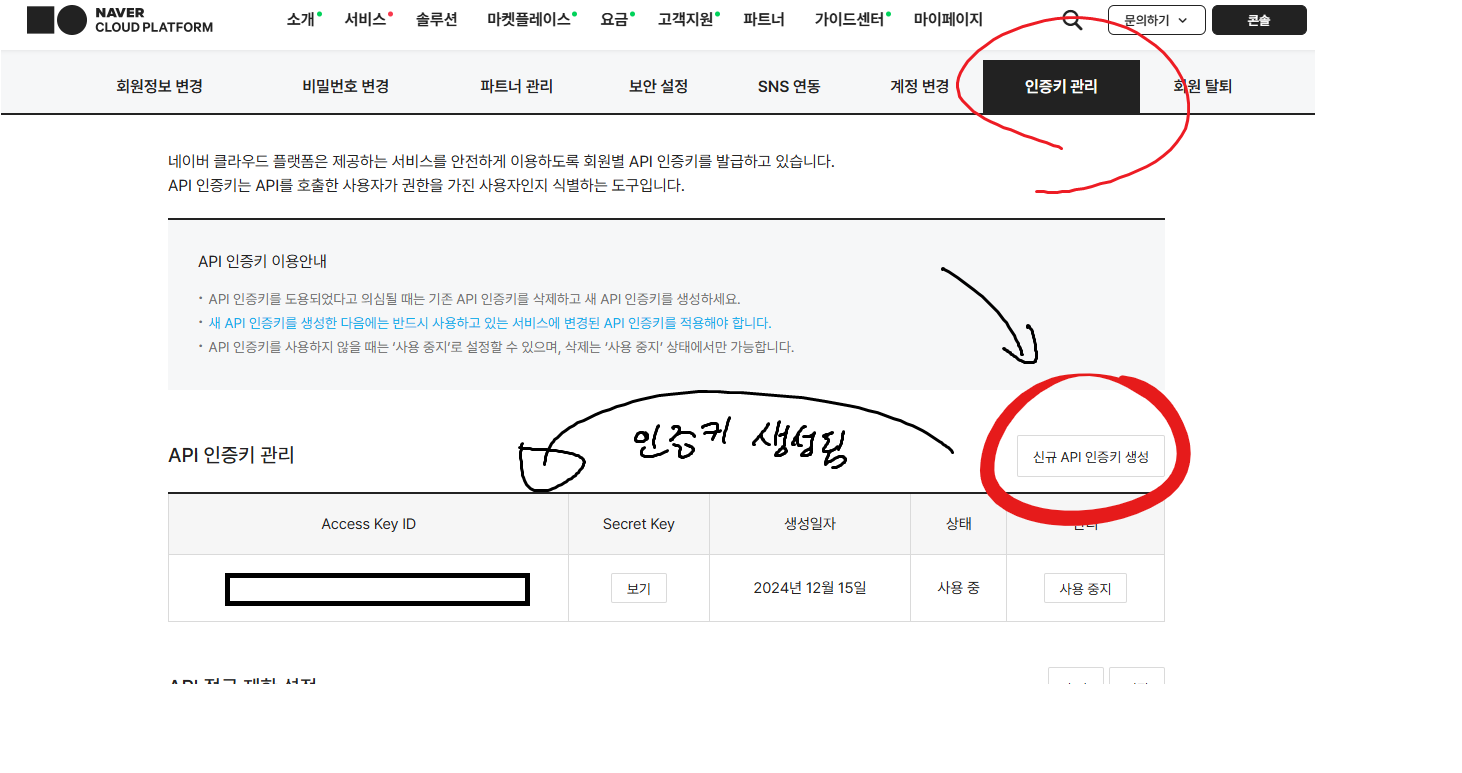 NAVER
CLOUD PLATFORM
소개 서비스 솔루션 마켓플레이스 요금 고객지원 파트너 가이드센터 마이페이지 문의하기 콘솔
회원정보 변경 비밀번호 변경 파트너 관리 보안 설정 SNS 연동 계정 변경 인증키 관리 회원 탈퇴
네이버 클라우드 플랫폼은 제공하는 서비스를 안전하게 이용하도록 회원별 API 인증키를 발급하고 있습니다.
API 인증키는 API를 호출한 사용자가 권한을 가진 사용자인지 식별하는 도구입니다.
API 인증키 이용안내
· API 인증키를 도용되었다고 의심될 때는 기존 API 인증키를 삭제하고 새 API 인증키를 생성하세요.
· 새 API 인증키를 생성한 다음에는 반드시 사용하고 있는 서비스에 변경된 API 인증키를 적용해야 합니다.
· API 인증키를 사용하지 않을 때는 ‘사용 중지’로 설정할 수 있으며, 삭제는 ‘사용 중지’ 상태에서만 가능합니다.
인증키 생성됨
API 인증키 관리 신규 API 인증키 생성
Access Key ID Secret Key 생성일자 상태
보기 2024년 12월 15일 사용 중 사용 중지